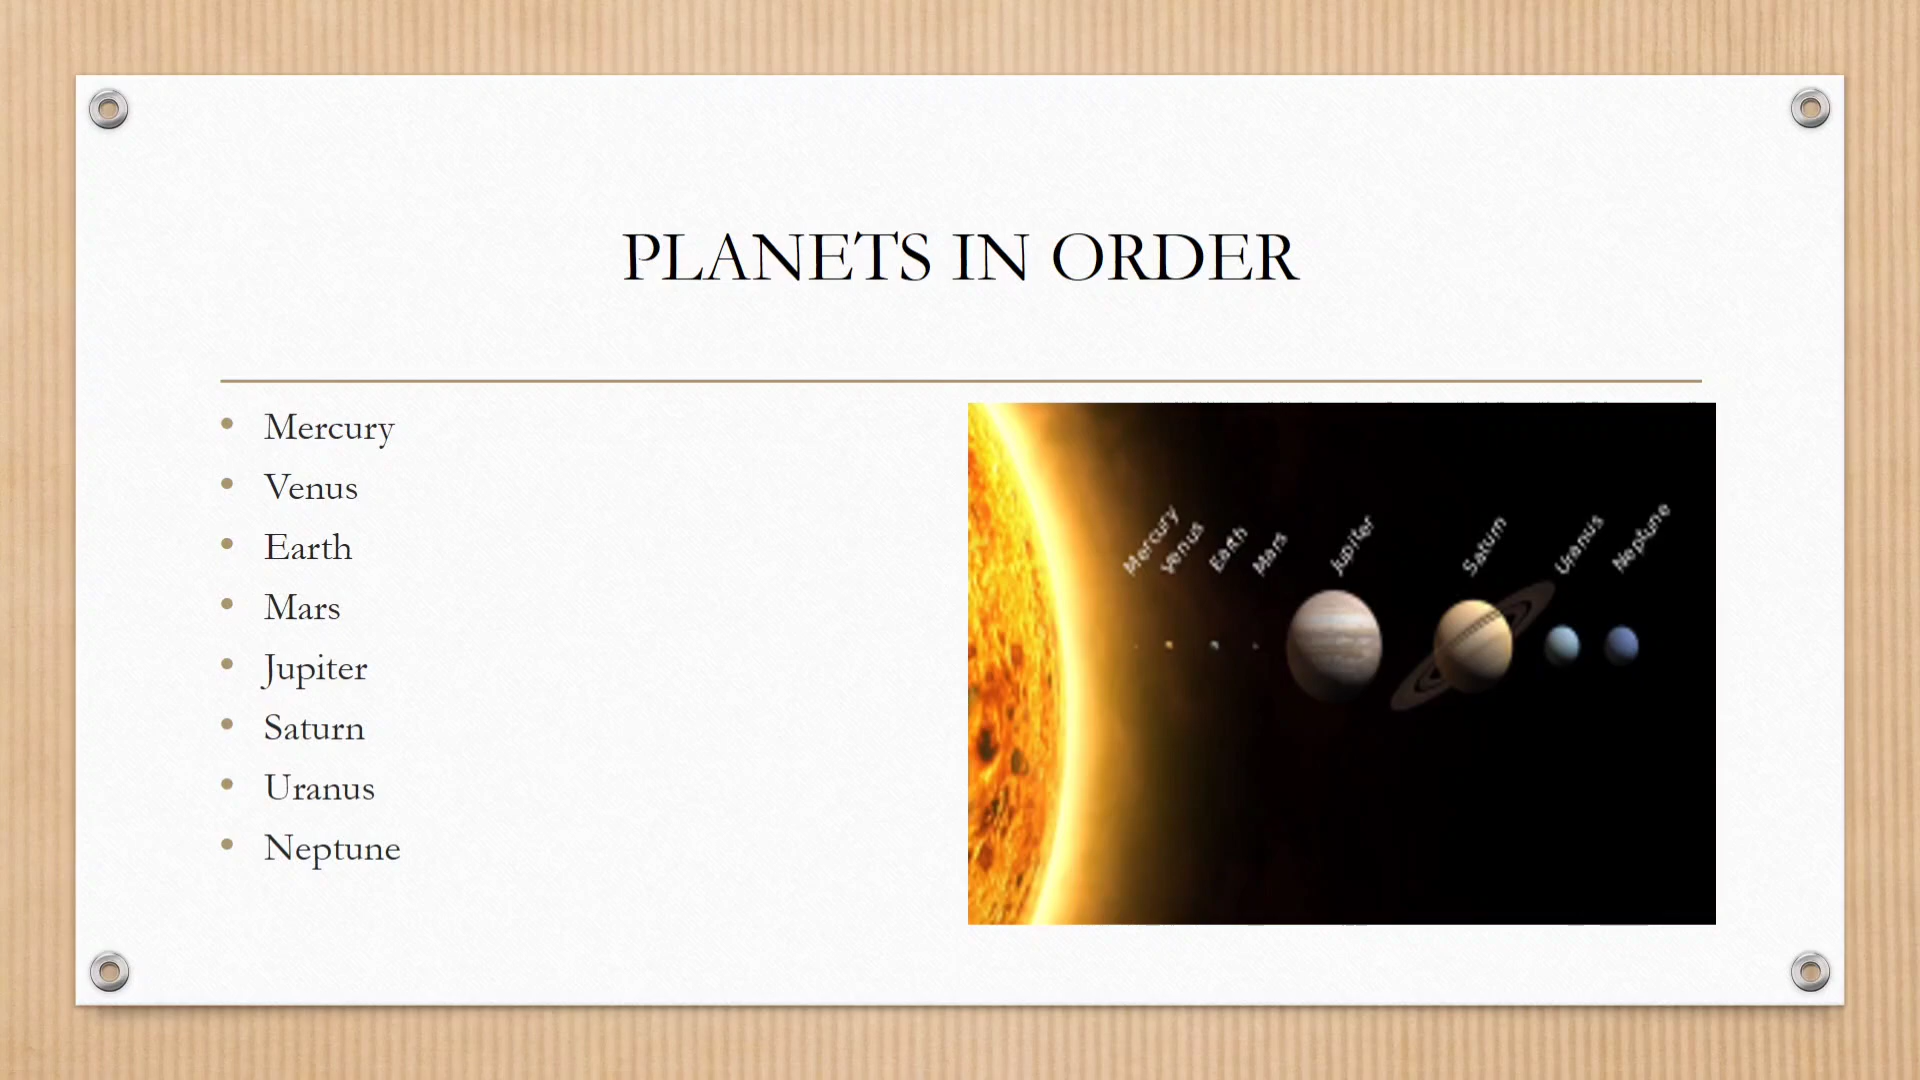 PLANETS IN ORDER
• Mercury
• Venus
• Earth
• Mars
• Jupiter
• Saturn
• Uranus
• Neptune
Mercury
Venus
Earth
Mars
Jupiter
Saturn
Uranus
Neptune